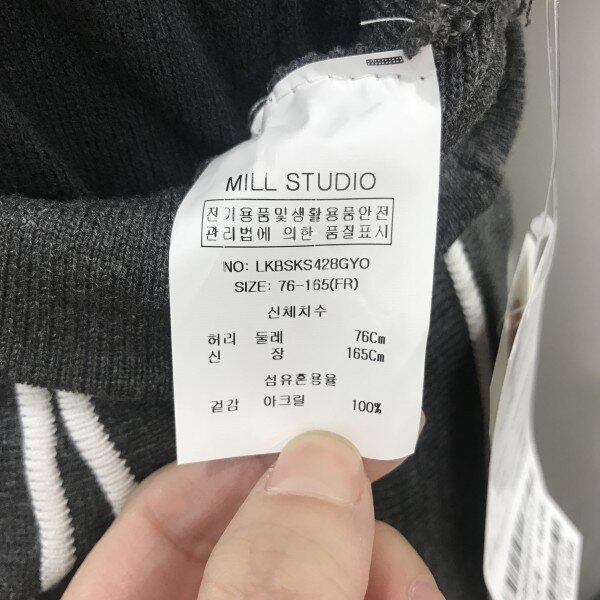 MILL STUDIO
전기용품및생활용품안전
관리법에 의한 품질표시
NO: LKBSKS428GYO
SIZE: 76-165(FR)
신체치수
허리 둘레 76Cm
신 장 165Cm
섬유혼용율
겉감 아크릴 100%